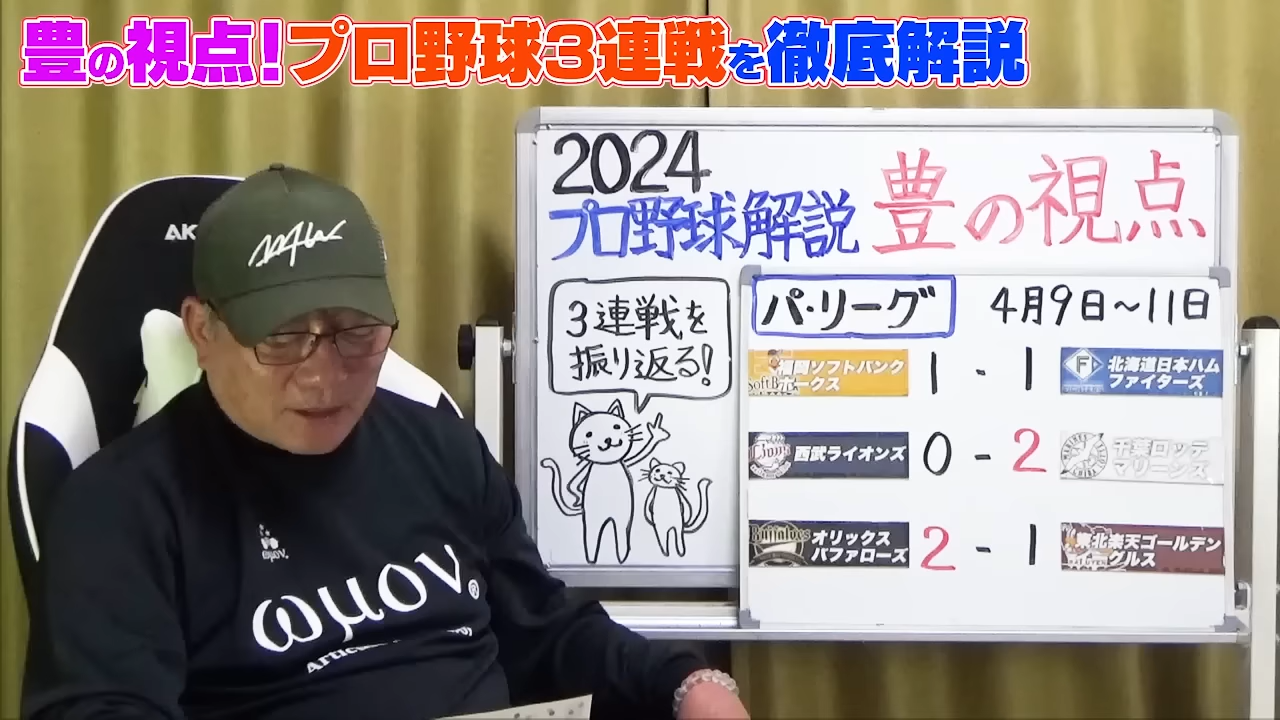 豊の視点!プロ野球3連戦を徹底解説
2024
プロ野球解説 豊の視点
3連戦を
振り返る!
パ・リーグ 4月9日～11日
福岡ソフトバンク
ホークス
1 - 1
北海道日本ハム
ファイターズ
西武ライオンズ
0 - 2
千葉ロッテ
マリーンズ
Buffaloes
オリックス
バファローズ
2 - 1
東北楽天ゴールデン
イーグルス
AK
ωμον®